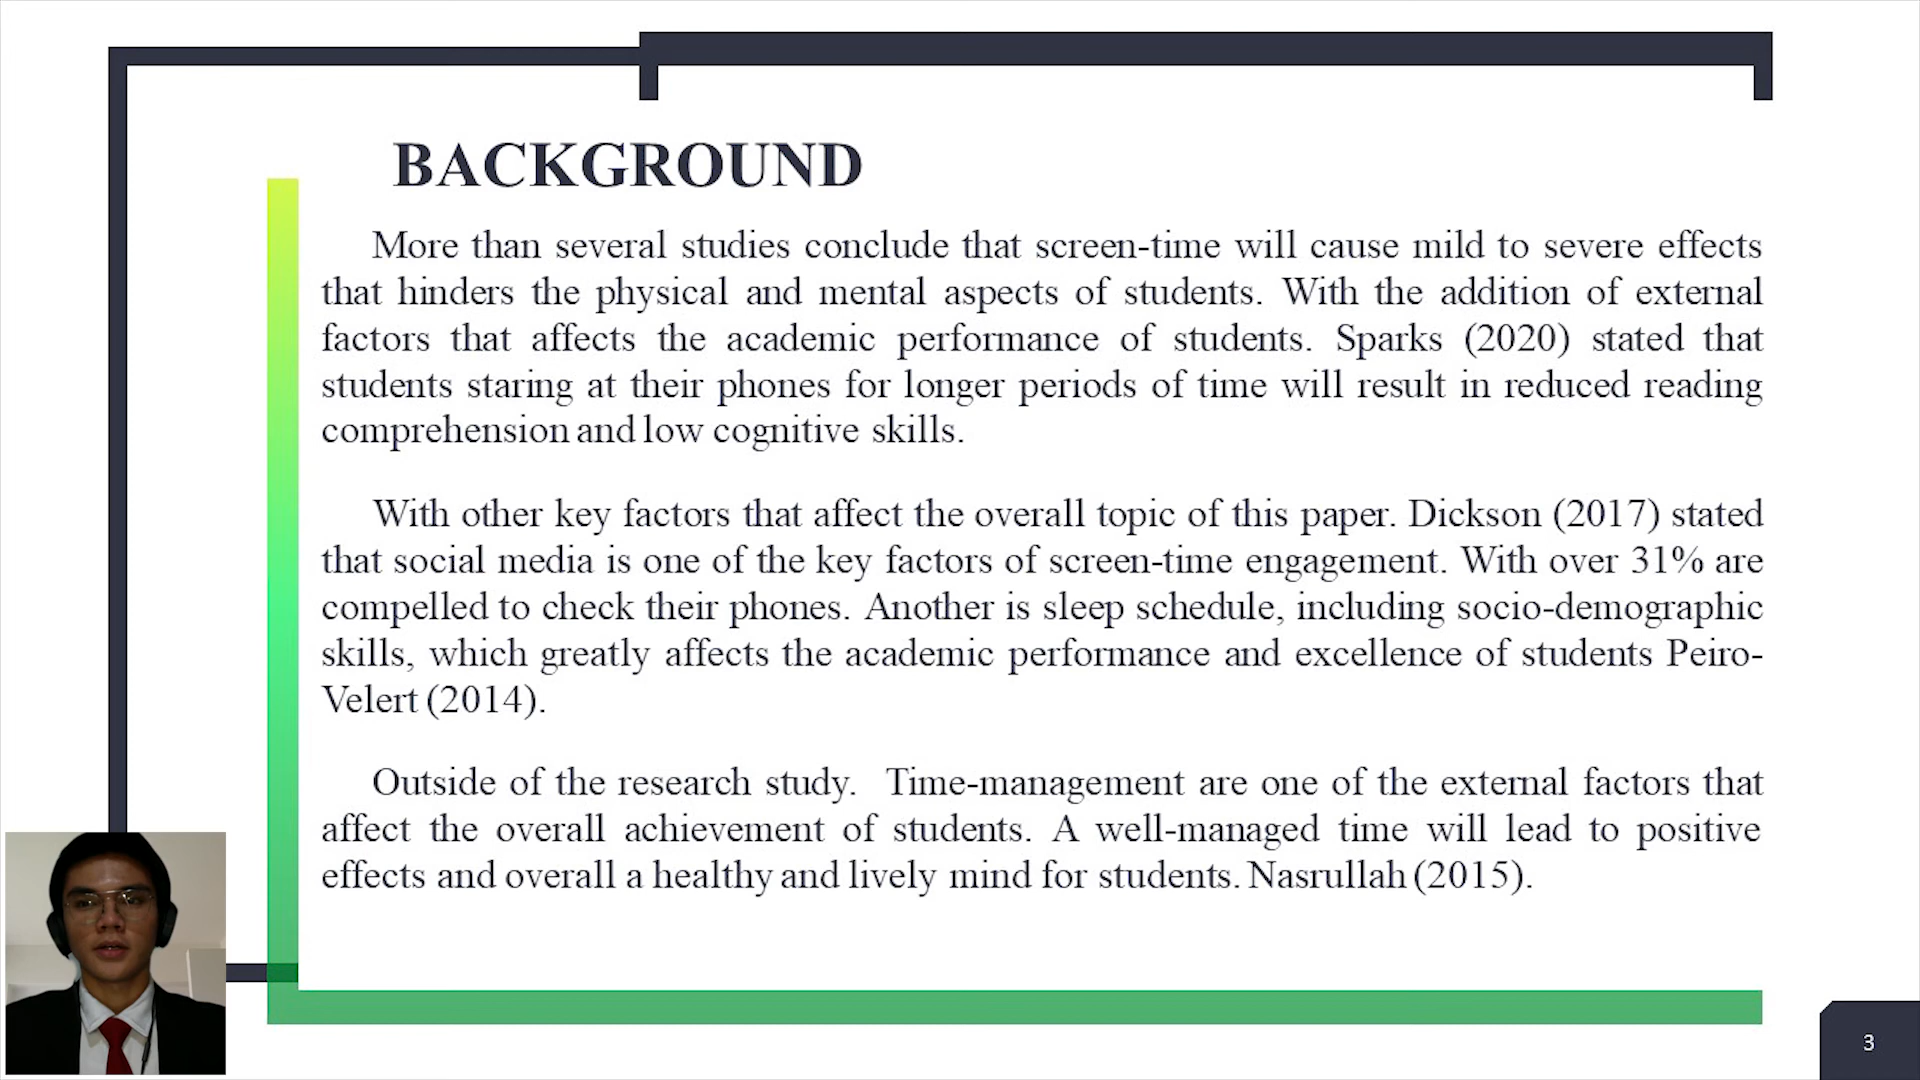 BACKGROUND
More than several studies conclude that screen-time will cause mild to severe effects
that hinders the physical and mental aspects of students. With the addition of external
factors that affects the academic performance of students. Sparks (2020) stated that
students staring at their phones for longer periods of time will result in reduced reading
comprehension and low cognitive skills.
With other key factors that affect the overall topic of this paper. Dickson (2017) stated
that social media is one of the key factors of screen-time engagement. With over 31% are
compelled to check their phones. Another is sleep schedule, including socio-demographic
skills, which greatly affects the academic performance and excellence of students Peiro-
Velert (2014).
Outside of the research study. Time-management are one of the external factors that
affect the overall achievement of students. A well-managed time will lead to positive
effects and overall a healthy and lively mind for students. Nasrullah (2015).
3